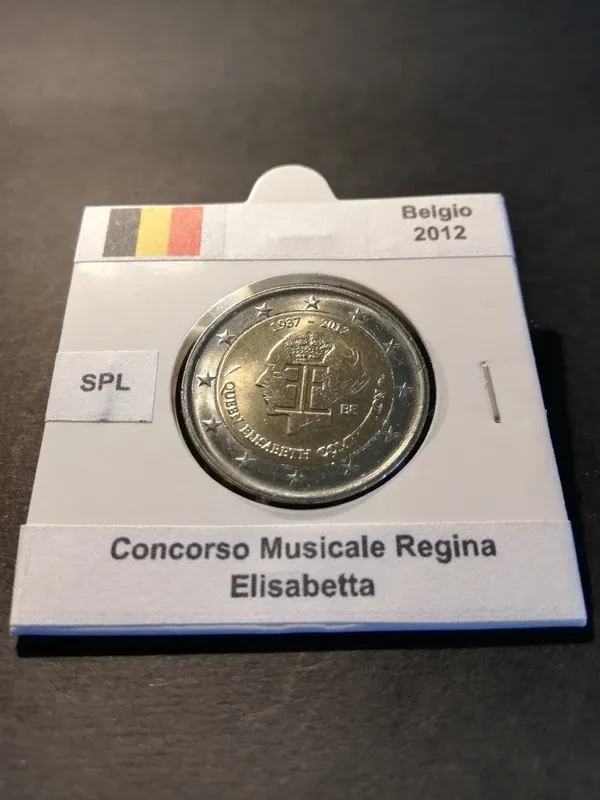 Belgio
2012
1937 - 2012
SPL
BE
QUEEN ELISABETH COMPETITION
Concorso Musicale Regina
Elisabetta